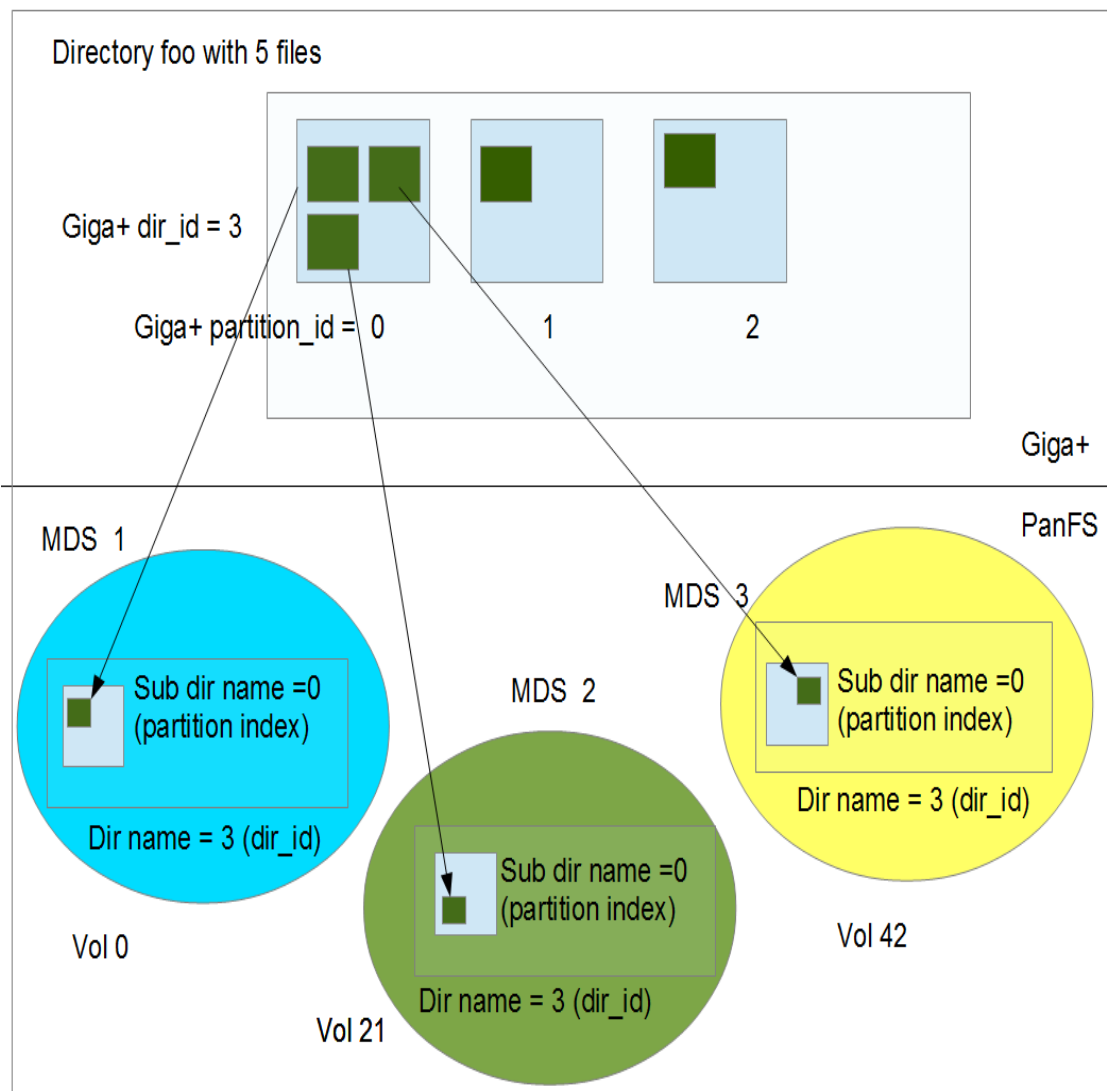 Directory foo with 5 files
Giga+ dir_id = 3
Giga+ partition_id =  0
1
2
Giga+
PanFS
MDS  1
MDS  3
Sub dir name =0
(partition index)
Dir name = 3 (dir_id)
Vol 0
MDS  2
Sub dir name =0
(partition index)
Dir name = 3 (dir_id)
Vol 21
Sub dir name =0
(partition index)
Dir name = 3 (dir_id)
Vol 42